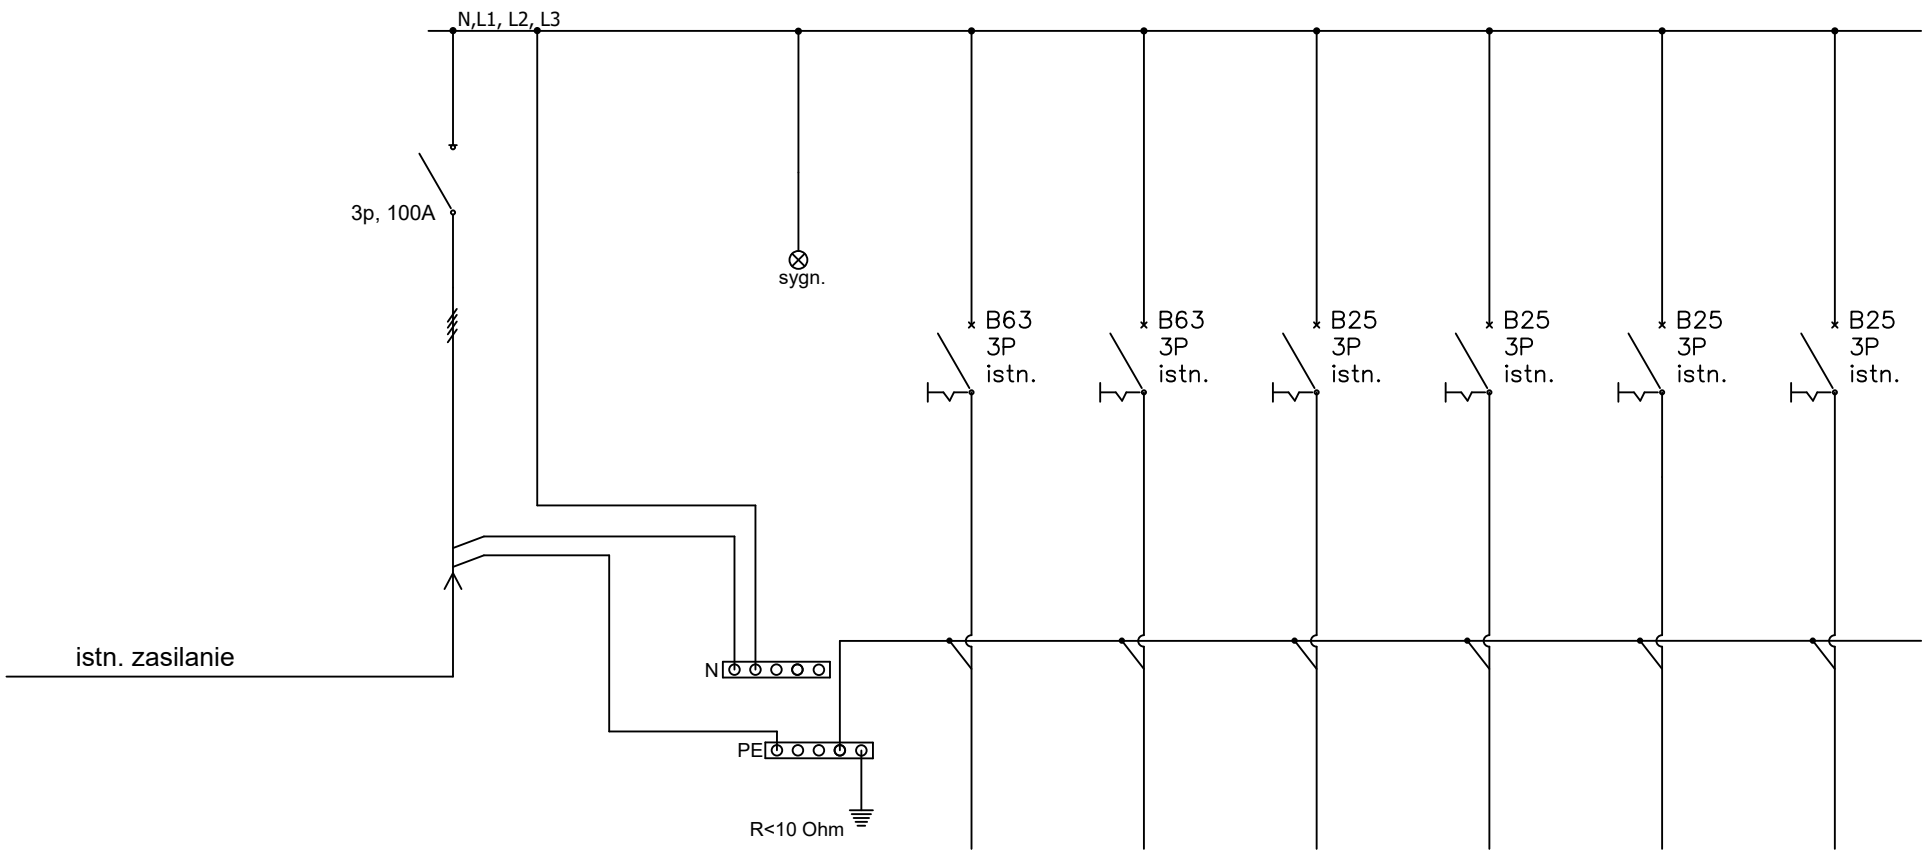 N,L1, L2, L3
3p, 100A
sygn.
B63
3P
istn.
B63
3P
istn.
B25
3P
istn.
B25
3P
istn.
B25
3P
istn.
B25
3P
istn.
istn. zasilanie
N
PE
R<10 Ohm